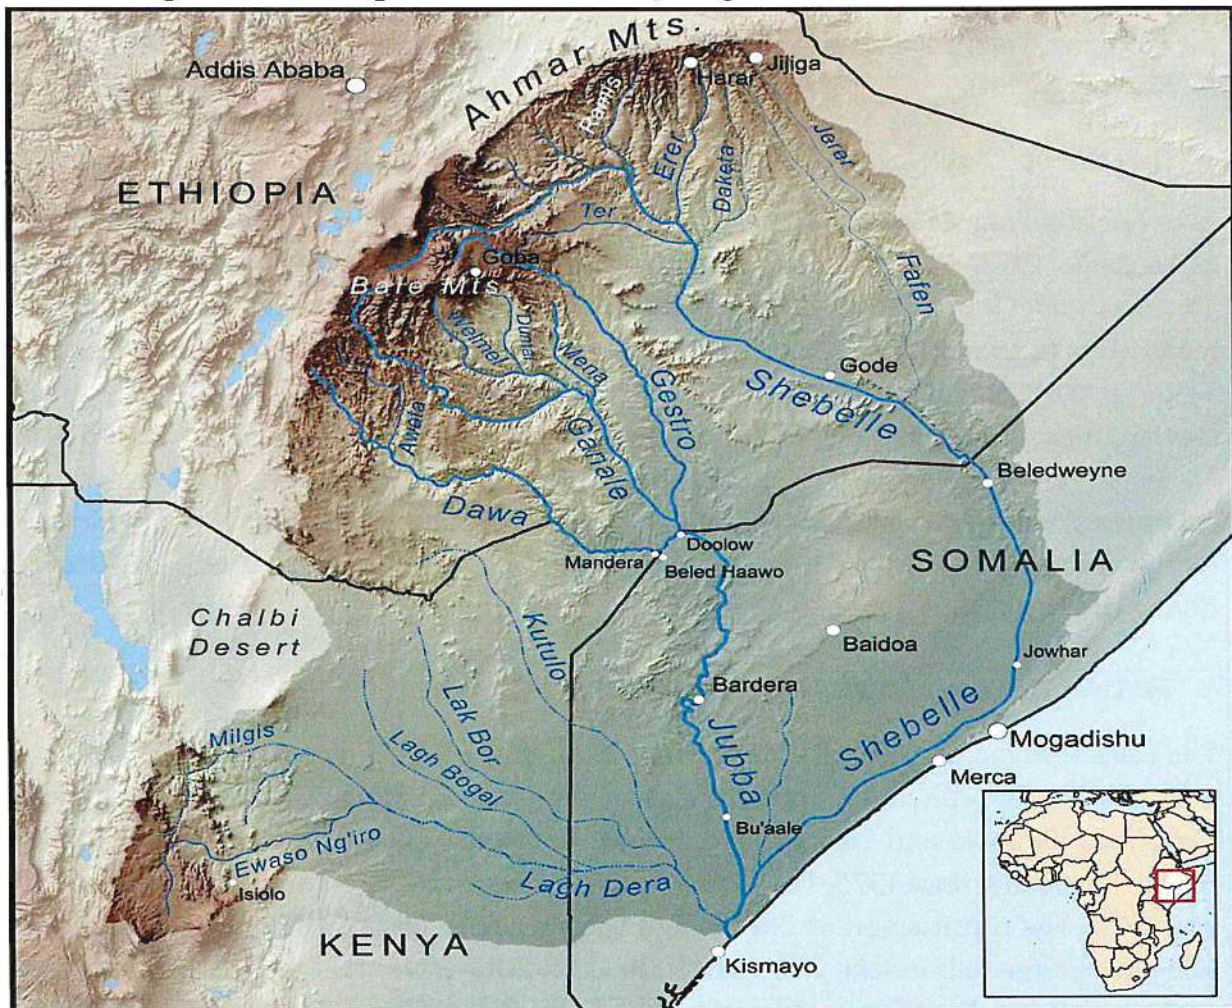 Ahmar Mts.
Addis Ababa
Harar
Jijiga
Ramis
Erer
Daketa
Jerer
ETHIOPIA
Ter
Goba
Bale Mts
Fafen
Welmel
Dumal
Mena
Gestro
Gode
Shebelle
Awata
Ganale
Beledweyne
Dawa
Doolow
Mandera
Beled Haawo
SOMALIA
Chalbi
Desert
Kutulo
Baidoa
Jowhar
Lak Bor
Bardera
Milgis
Lagh Bogal
Jubba
Shebelle
Mogadishu
Merca
Bu'aale
Ewaso Ng'iro
Isiolo
Lagh Dera
KENYA
Kismayo